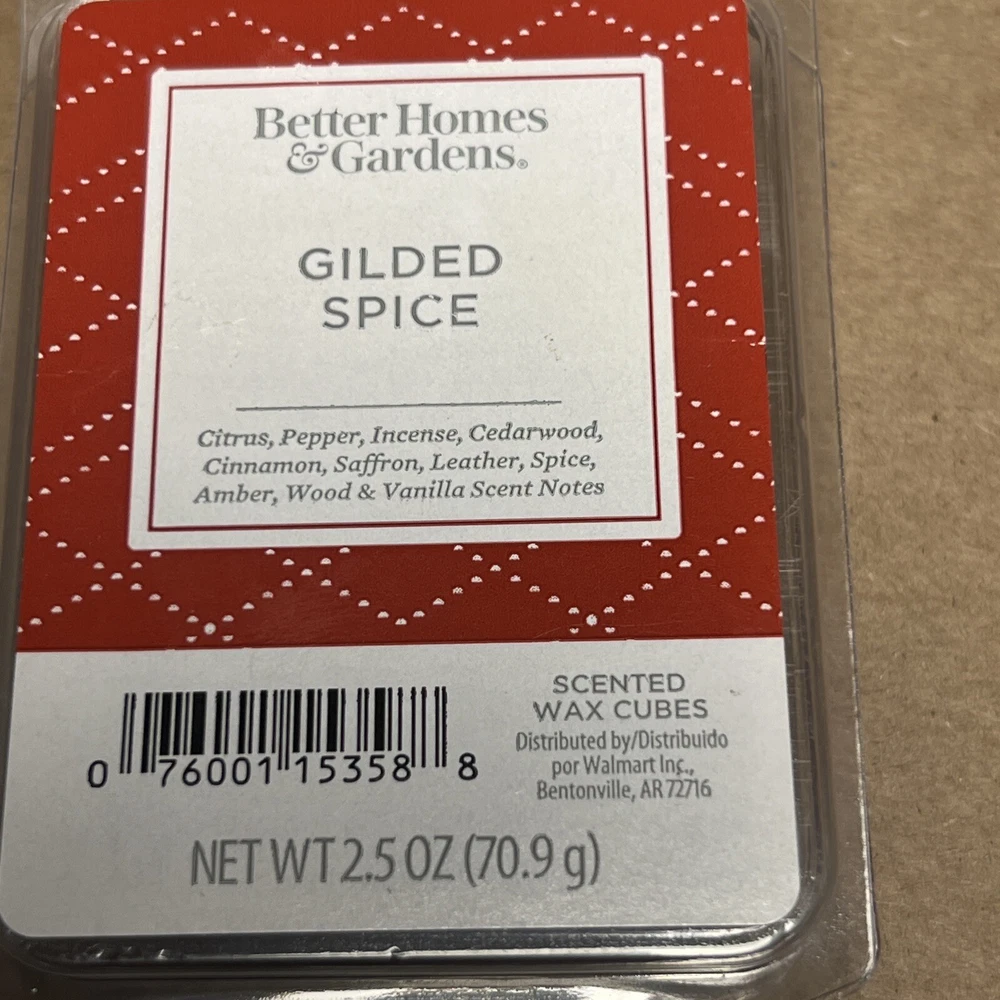 Better Homes
& Gardens®
GILDED
SPICE
Citrus, Pepper, Incense, Cedarwood,
Cinnamon, Saffron, Leather, Spice,
Amber, Wood & Vanilla Scent Notes
0 76001 15358 8
SCENTED
WAX CUBES
Distributed by/Distribuido
por Walmart Inc.,
Bentonville, AR 72716
NET WT 2.5 OZ (70.9 g)